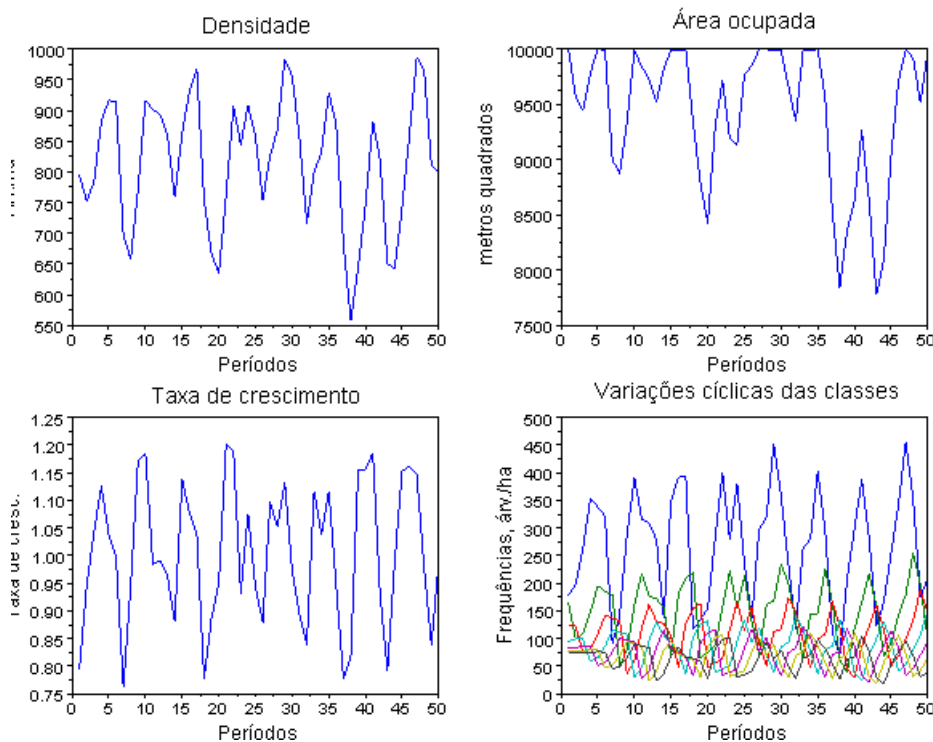 Densidade
1000
950
900
850
800
750
700
650
600
550
0 5 10 15 20 25 30 35 40 45 50
Períodos
Área ocupada
metros quadrados
10000
9500
9000
8500
8000
7500
0 5 10 15 20 25 30 35 40 45 50
Períodos
Taxa de crescimento
Taxa de cresc.
1.25
1.20
1.15
1.10
1.05
1.00
0.95
0.90
0.85
0.80
0.75
0 5 10 15 20 25 30 35 40 45 50
Períodos
Variações cíclicas das classes
Frequências, árv./ha
500
450
400
350
300
250
200
150
100
50
0
0 5 10 15 20 25 30 35 40 45 50
Períodos